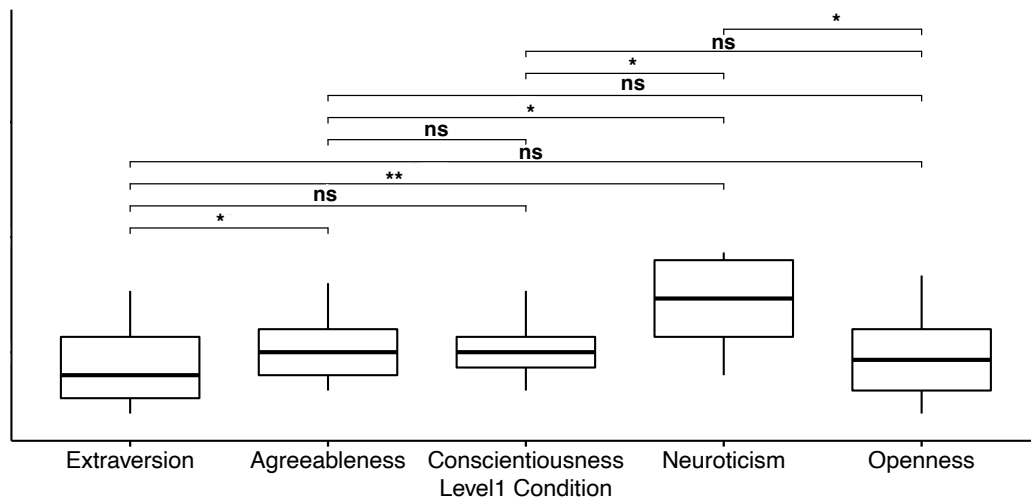 *
ns
*
ns
*
ns
ns
**
ns
*
Extraversion Agreeableness Conscientiousness Neuroticism Openness
Level1 Condition